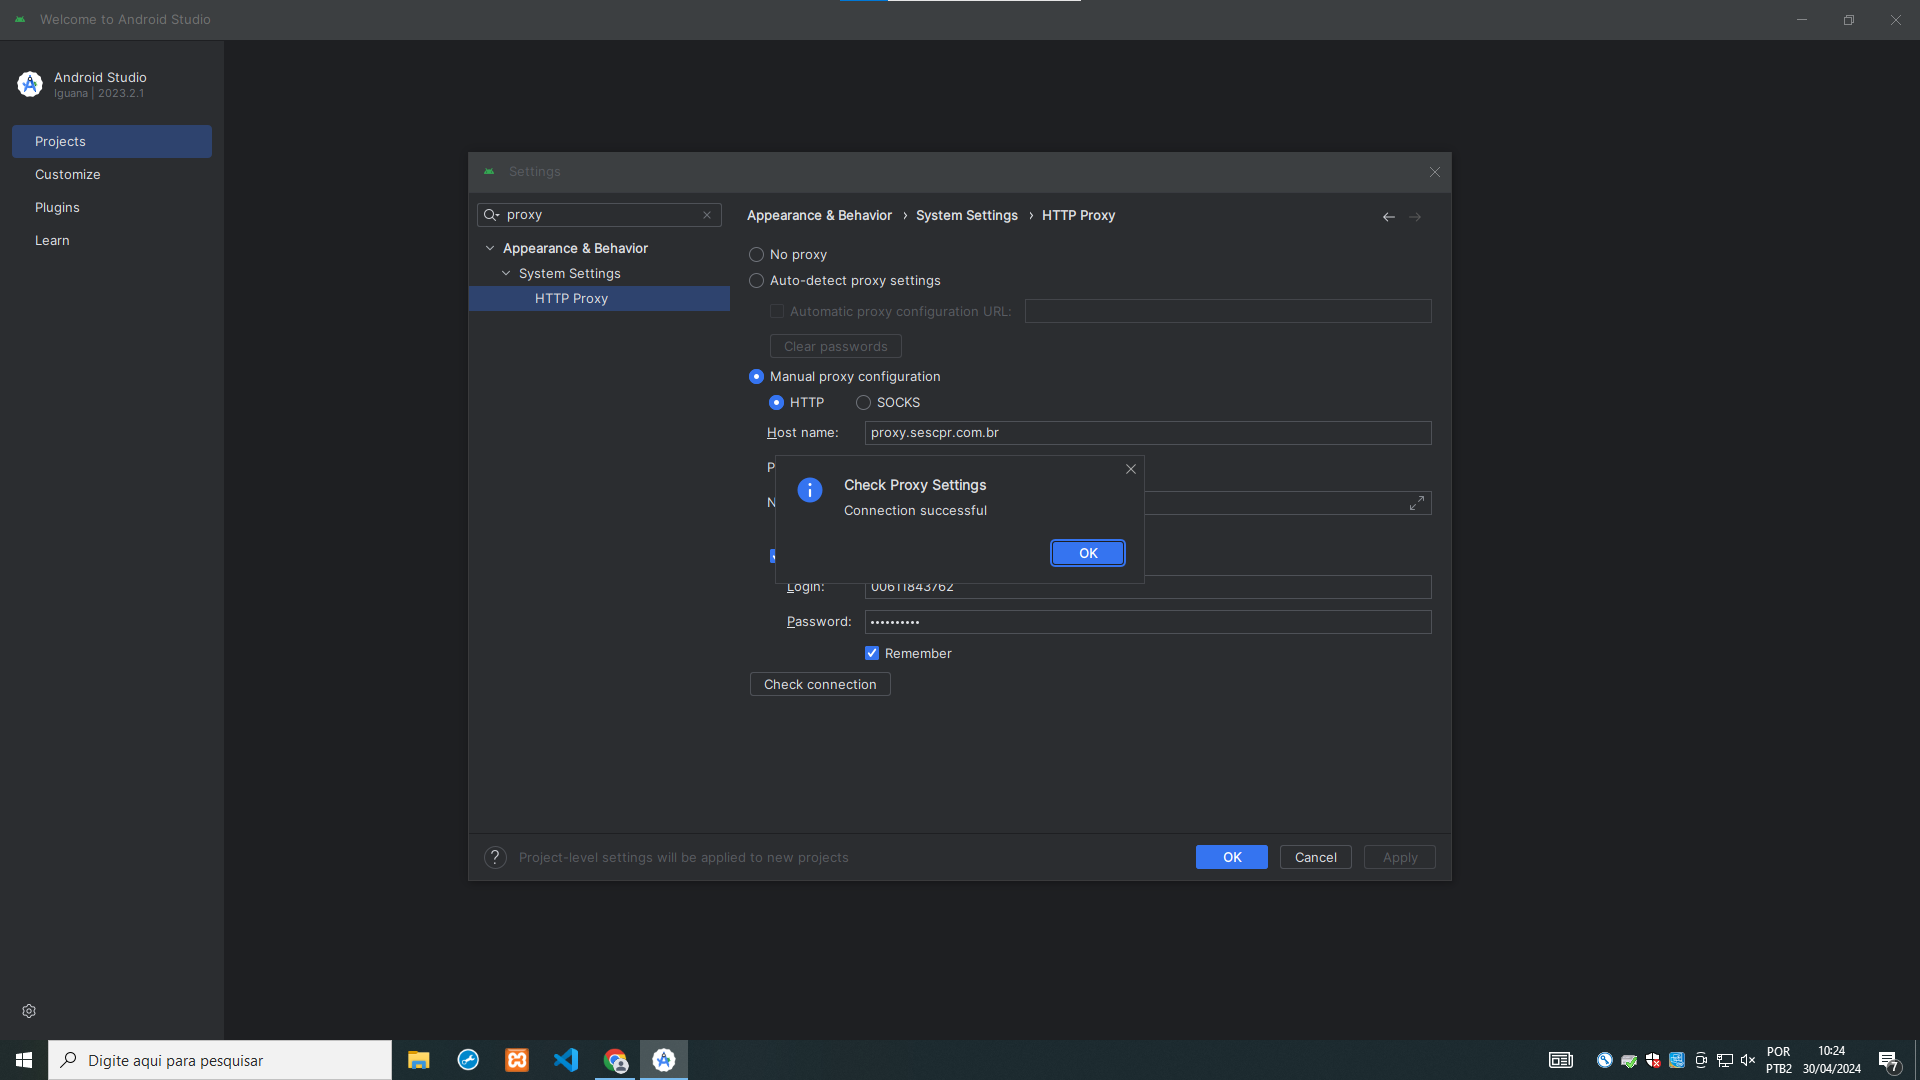 Welcome to Android Studio
Android Studio
Iguana | 2023.2.1
Projects
Customize
Plugins
Learn
Settings
proxy
Appearance & Behavior
System Settings
HTTP Proxy
Appearance & Behavior › System Settings › HTTP Proxy
No proxy
Auto-detect proxy settings
Automatic proxy configuration URL:
Clear passwords
Manual proxy configuration
HTTP
SOCKS
Host name:
proxy.sescpr.com.br
P
N
Check Proxy Settings
Connection successful
OK
Login:
00611843762
Password:
••••••••••
Remember
Check connection
?
Project-level settings will be applied to new projects
OK
Cancel
Apply
Digite aqui para pesquisar
POR
PTB2
10:24
30/04/2024
7